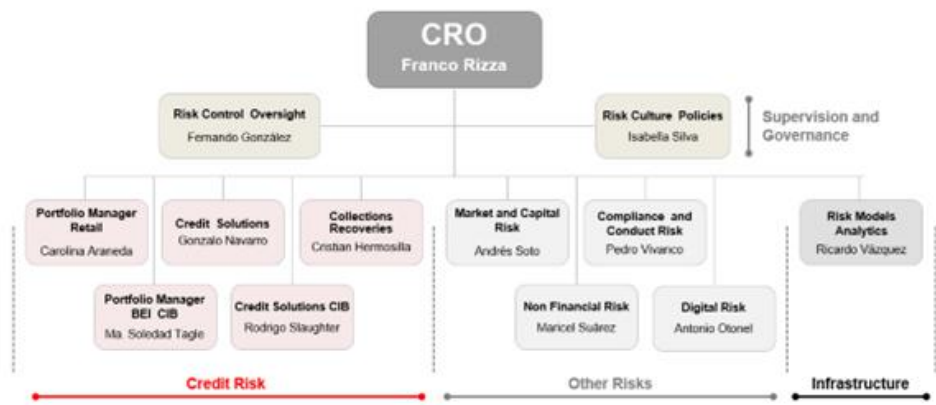 CRO
Franco Rizza
Risk Control Oversight
Fernando González
Risk Culture Policies
Isabella Silva
Supervision and
Governance
Portfolio Manager
Retail
Carolina Araneda
Credit Solutions
Gonzalo Navarro
Collections
Recoveries
Cristian Hermosilla
Market and Capital
Risk
Andrés Soto
Compliance and
Conduct Risk
Pedro Vivanco
Risk Models
Analytics
Ricardo Vázquez
Portfolio Manager
BEI CIB
Ma Soledad Tagle
Credit Solutions CIB
Rodrigo Slaughter
Non Financial Risk
Maricel Suárez
Digital Risk
Antonio Otonel
Credit Risk
Other Risks
Infrastructure